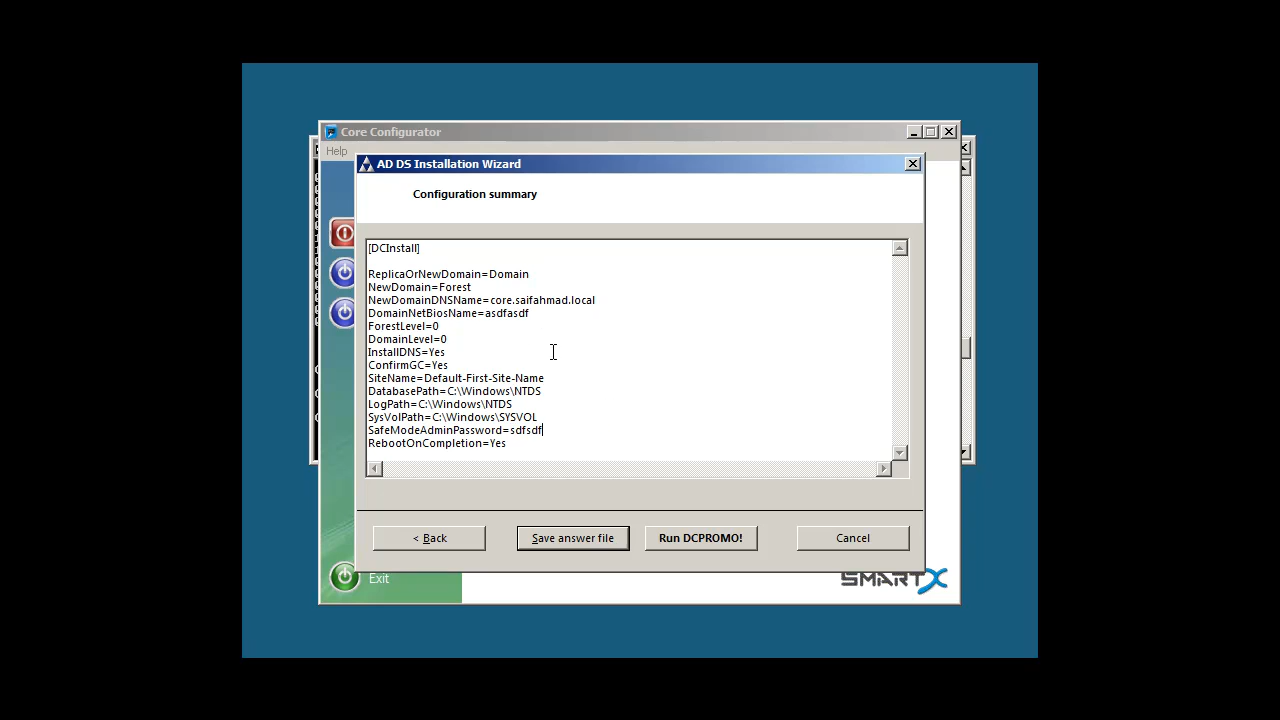 Core Configurator
Help
AD DS Installation Wizard
Configuration summary
[DCInstall]
ReplicaOrNewDomain=Domain
NewDomain=Forest
NewDomainDNSName=core.saifahmad.local
DomainNetBiosName=asdfasdf
ForestLevel=0
DomainLevel=0
InstallDNS=Yes
ConfirmGC=Yes
SiteName=Default-First-Site-Name
DatabasePath=C:\Windows\NTDS
LogPath=C:\Windows\NTDS
SysVolPath=C:\Windows\SYSVOL
SafeModeAdminPassword=sdfsdf
RebootOnCompletion=Yes
< Back
Save answer file
Run DCPROMO!
Cancel
Exit
SMARTX